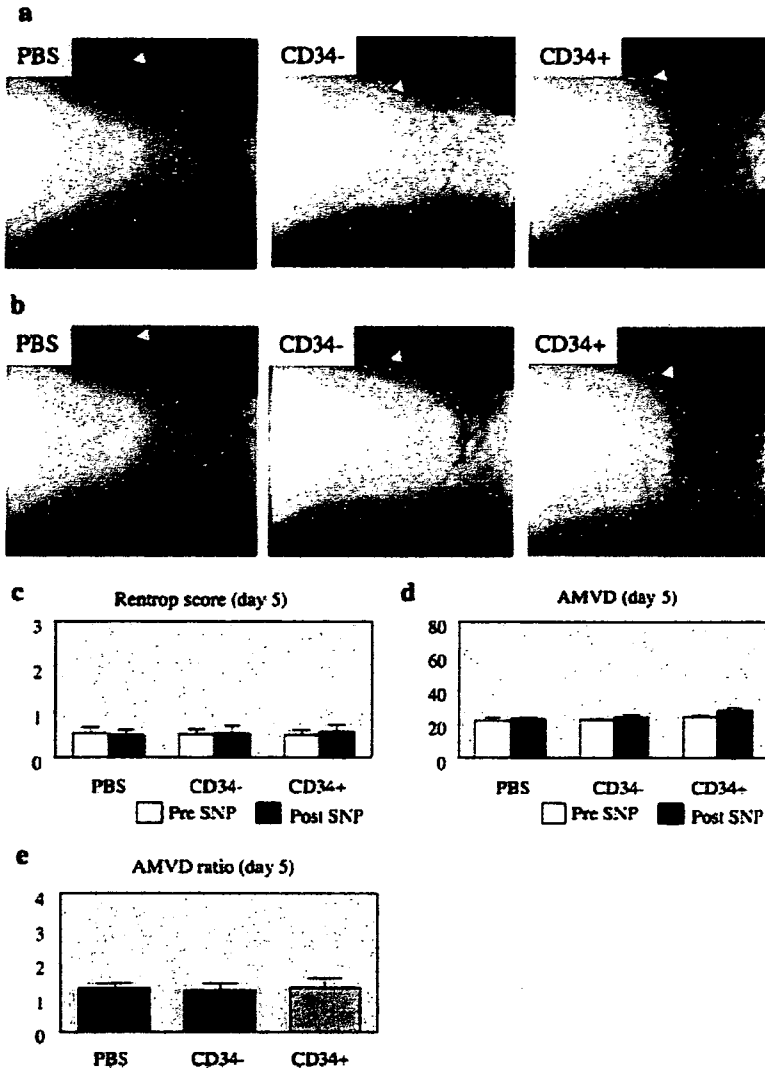 a
PBS CD34- CD34+
b
PBS CD34- CD34+
c Rentrop score (day 5)
3
2
1
0
PBS CD34- CD34+
Pre SNP Post SNP
d AMVD (day 5)
80
60
40
20
0
PBS CD34- CD34+
Pre SNP Post SNP
e AMVD ratio (day 5)
4
3
2
1
0
PBS CD34- CD34+